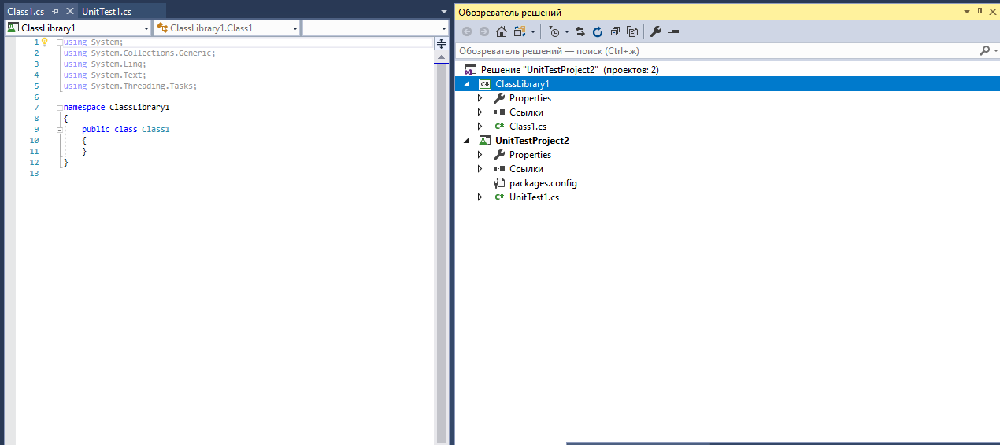 Class1.cs
UnitTest1.cs
ClassLibrary1
ClassLibrary1.Class1
1 using System;
2 using System.Collections.Generic;
3 using System.Linq;
4 using System.Text;
5 using System.Threading.Tasks;
6
7 namespace ClassLibrary1
8 {
9 public class Class1
10 {
11 }
12 }
13
Обозреватель решений
Обозреватель решений — поиск (Ctrl+ж)
Решение "UnitTestProject2" (проектов: 2)
C# ClassLibrary1
Properties
Ссылки
C# Class1.cs
UnitTestProject2
Properties
Ссылки
packages.config
C# UnitTest1.cs